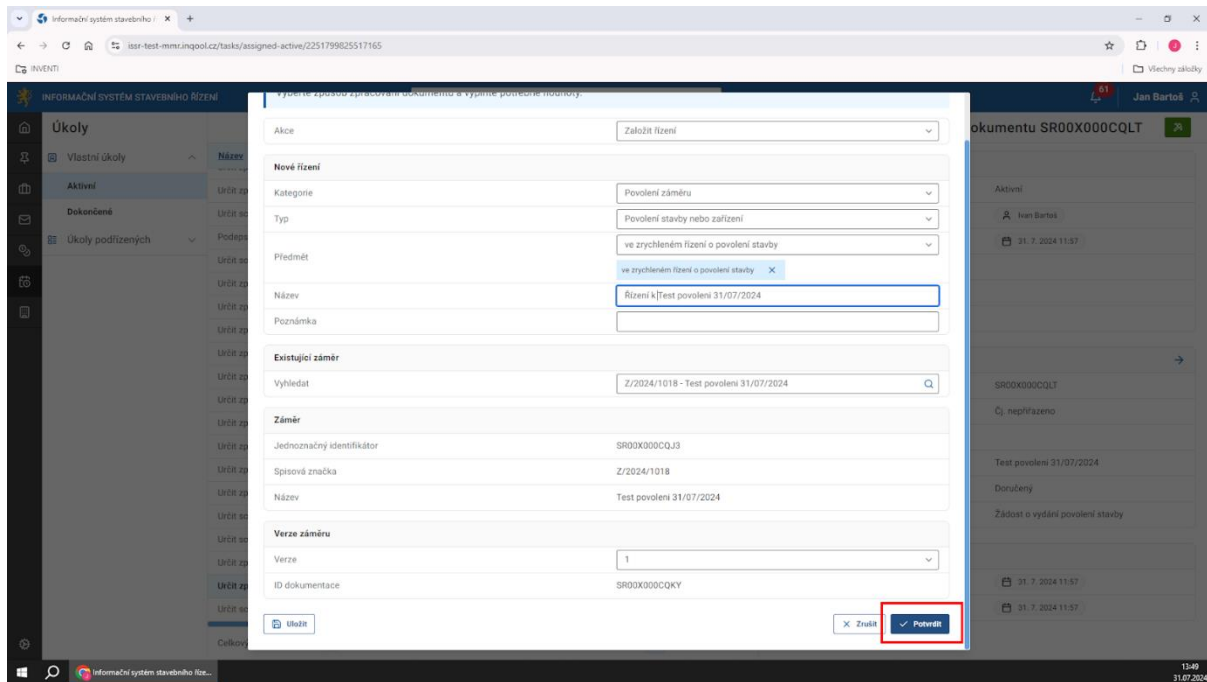 Informační systém stavebního ř
issr-test-mmr.inqool.cz/tasks/assigned-active/2251799825517165
INVENTI
Všechny záložky
INFORMAČNÍ SYSTÉM STAVEBNÍHO ŘÍZENÍ
61
Jan Bartoš
Úkoly
Vlastní úkoly
Aktivní
Dokončené
Úkoly podřízených
Název
Vyberte způsob zpracování dokumentu a vyplňte potřebné hodnoty.
Akce
Založit řízení
Nové řízení
Kategorie
Povolení záměru
Typ
Povolení stavby nebo zařízení
Předmět
ve zrychleném řízení o povolení stavby
ve zrychleném řízení o povolení stavby
Název
Řízení k Test povoleni 31/07/2024
Poznámka
Existující záměr
Vyhledat
Z/2024/1018 - Test povoleni 31/07/2024
Záměr
Jednoznačný identifikátor
SR00X000CQJ3
Spisová značka
Z/2024/1018
Název
Test povoleni 31/07/2024
Verze záměru
Verze
1
ID dokumentace
SR00X000CQKY
Uložit
Zrušit
Potvrdit
okumentu SR00X000CQLT
Aktivní
Bartoš
31. 7. 2024 11:57
SR00X000CQLT
Čj. nepřiřazeno
Test povoleni 31/07/2024
Doručený
Žádost o vydání povolení stavby
31. 7. 2024 11:57
31. 7. 2024 11:57
Celkový
Informační systém stavebního říze...
13:49
31.07.2024